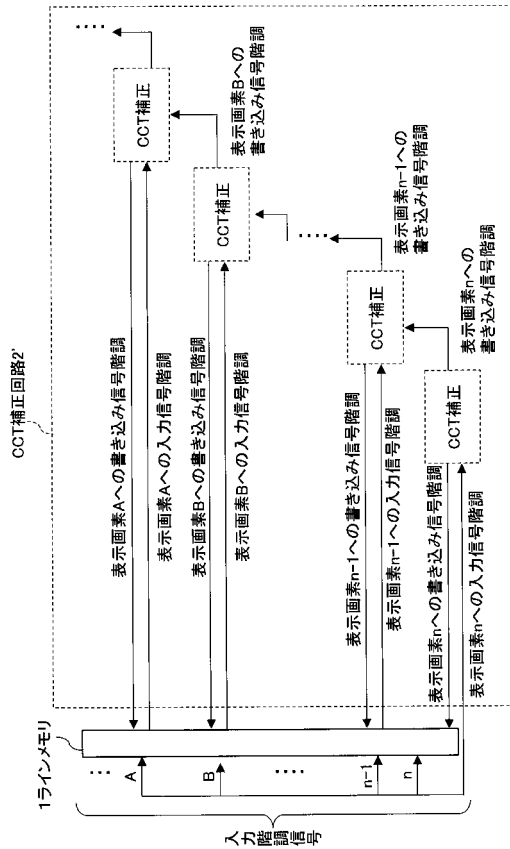 CCT補正回路2'
1ラインメモリ
入力階調信号
A
B
n-1
n
表示画素Aへの書き込み信号階調
表示画素Aへの入力信号階調
表示画素Bへの書き込み信号階調
表示画素Bへの入力信号階調
表示画素n-1への書き込み信号階調
表示画素n-1への入力信号階調
表示画素nへの書き込み信号階調
表示画素nへの入力信号階調
CCT補正
表示画素Bへの
書き込み信号階調
CCT補正
表示画素n-1への
書き込み信号階調
CCT補正
表示画素nへの
書き込み信号階調
CCT補正